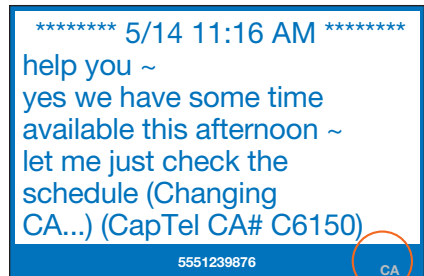 ******** 5/14 11:16 AM ********
help you ~
yes we have some time
available this afternoon ~
let me just check the
schedule (Changing
CA...) (CapTel CA# C6150)
5551239876
CA